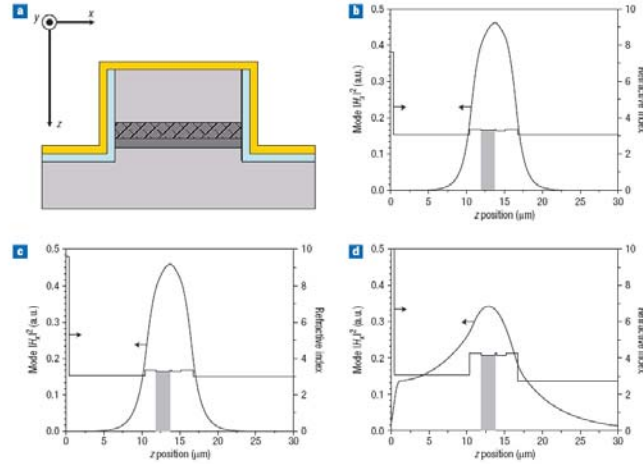 a
y
x
z
b
Mode |Hx|² (a.u.)
0.5
0.4
0.3
0.2
0.1
0.0
10
8
6
4
2
0
Refractive index
0 5 10 15 20 25 30
z position (μm)
c
Mode |Hx|² (a.u.)
0.5
0.4
0.3
0.2
0.1
0.0
10
8
6
4
2
0
Refractive index
0 5 10 15 20 25 30
z position (μm)
d
Mode |Hx|² (a.u.)
0.5
0.4
0.3
0.2
0.1
0.0
10
8
6
4
2
0
Refractive index
0 5 10 15 20 25 30
z position (μm)